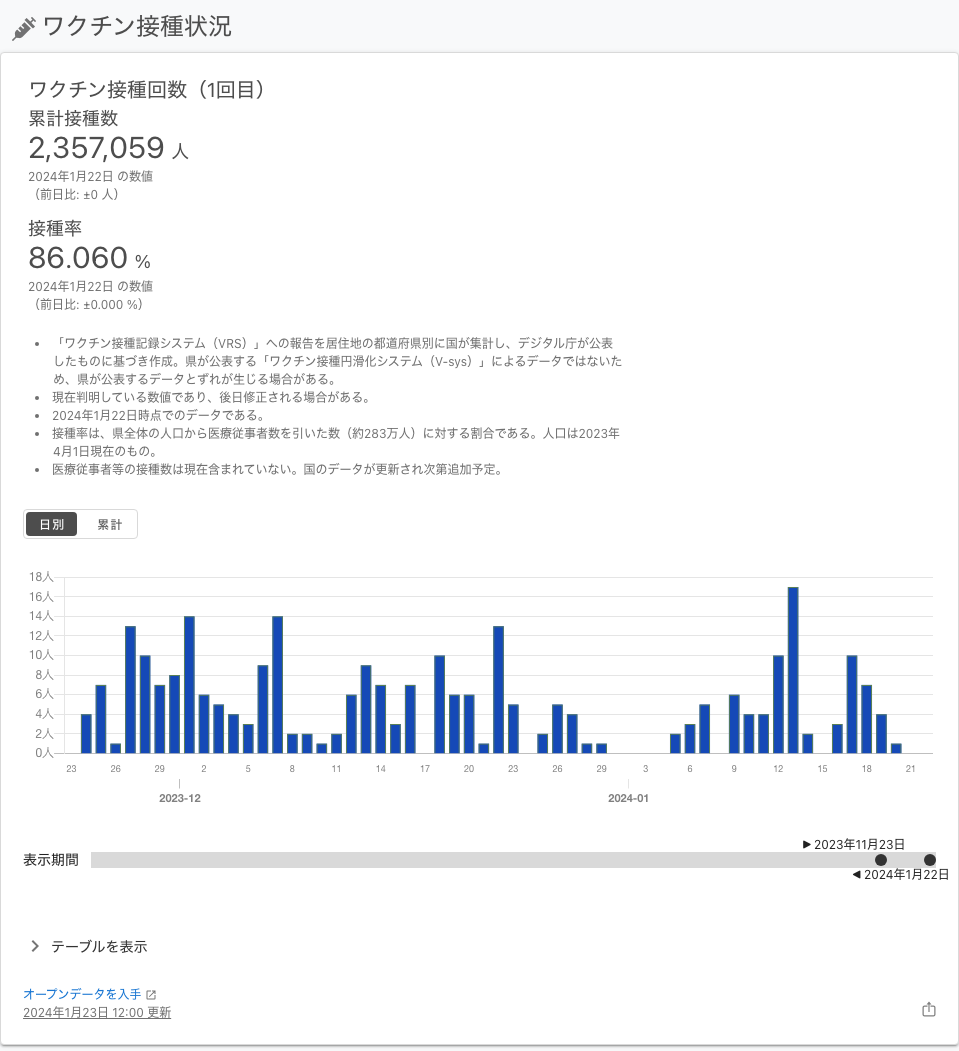 ワクチン接種状況
ワクチン接種回数（1回目）
累計接種数
2,357,059 人
2024年1月22日 の数値
（前日比: ±0 人）
接種率
86.060 %
2024年1月22日 の数値
（前日比: ±0.000 %）
• 「ワクチン接種記録システム（VRS）」への報告を居住地の都道府県別に国が集計し、デジタル庁が公表
したものに基づき作成。県が公表する「ワクチン接種円滑化システム（V-sys）」によるデータではないた
め、県が公表するデータとずれが生じる場合がある。
• 現在判明している数値であり、後日修正される場合がある。
• 2024年1月22日時点でのデータである。
• 接種率は、県全体の人口から医療従事者数を引いた数（約283万人）に対する割合である。人口は2023年
4月1日現在のもの。
• 医療従事者等の接種数は現在含まれていない。国のデータが更新され次第追加予定。
日別 累計
18人
16人
14人
12人
10人
8人
6人
4人
2人
0人
23 26 29 2 5 8 11 14 17 20 23 26 29 3 6 9 12 15 18 21
2023-12 2024-01
▶ 2023年11月23日
表示期間
◀ 2024年1月22日
テーブルを表示
オープンデータを入手
2024年1月23日 12:00 更新